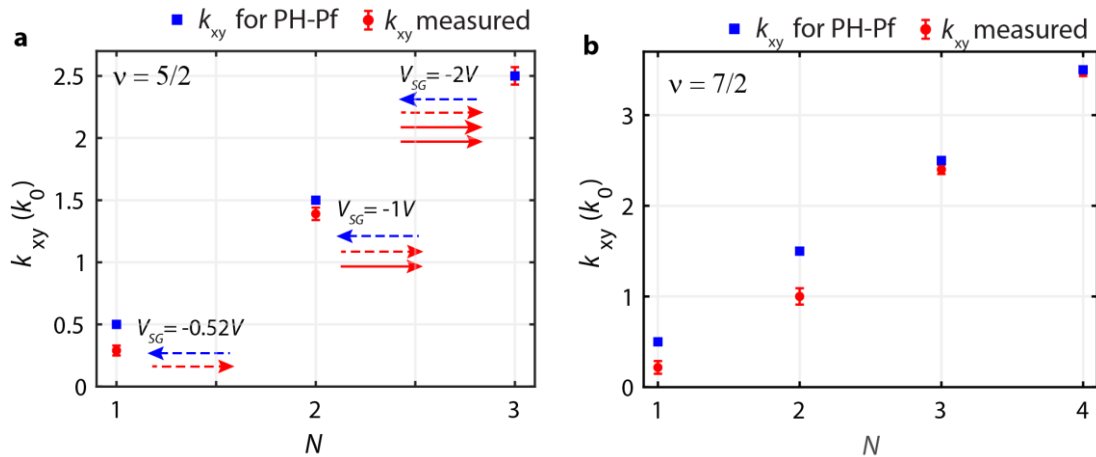 a
k_xy for PH-Pf
k_xy measured
ν = 5/2
V_SG = -2V
V_SG = -1V
V_SG = -0.52V
2.5
2
1.5
1
0.5
0
k_xy (k_0)
1
2
3
N
b
k_xy for PH-Pf
k_xy measured
ν = 7/2
3
2
1
0
k_xy (k_0)
1
2
3
4
N